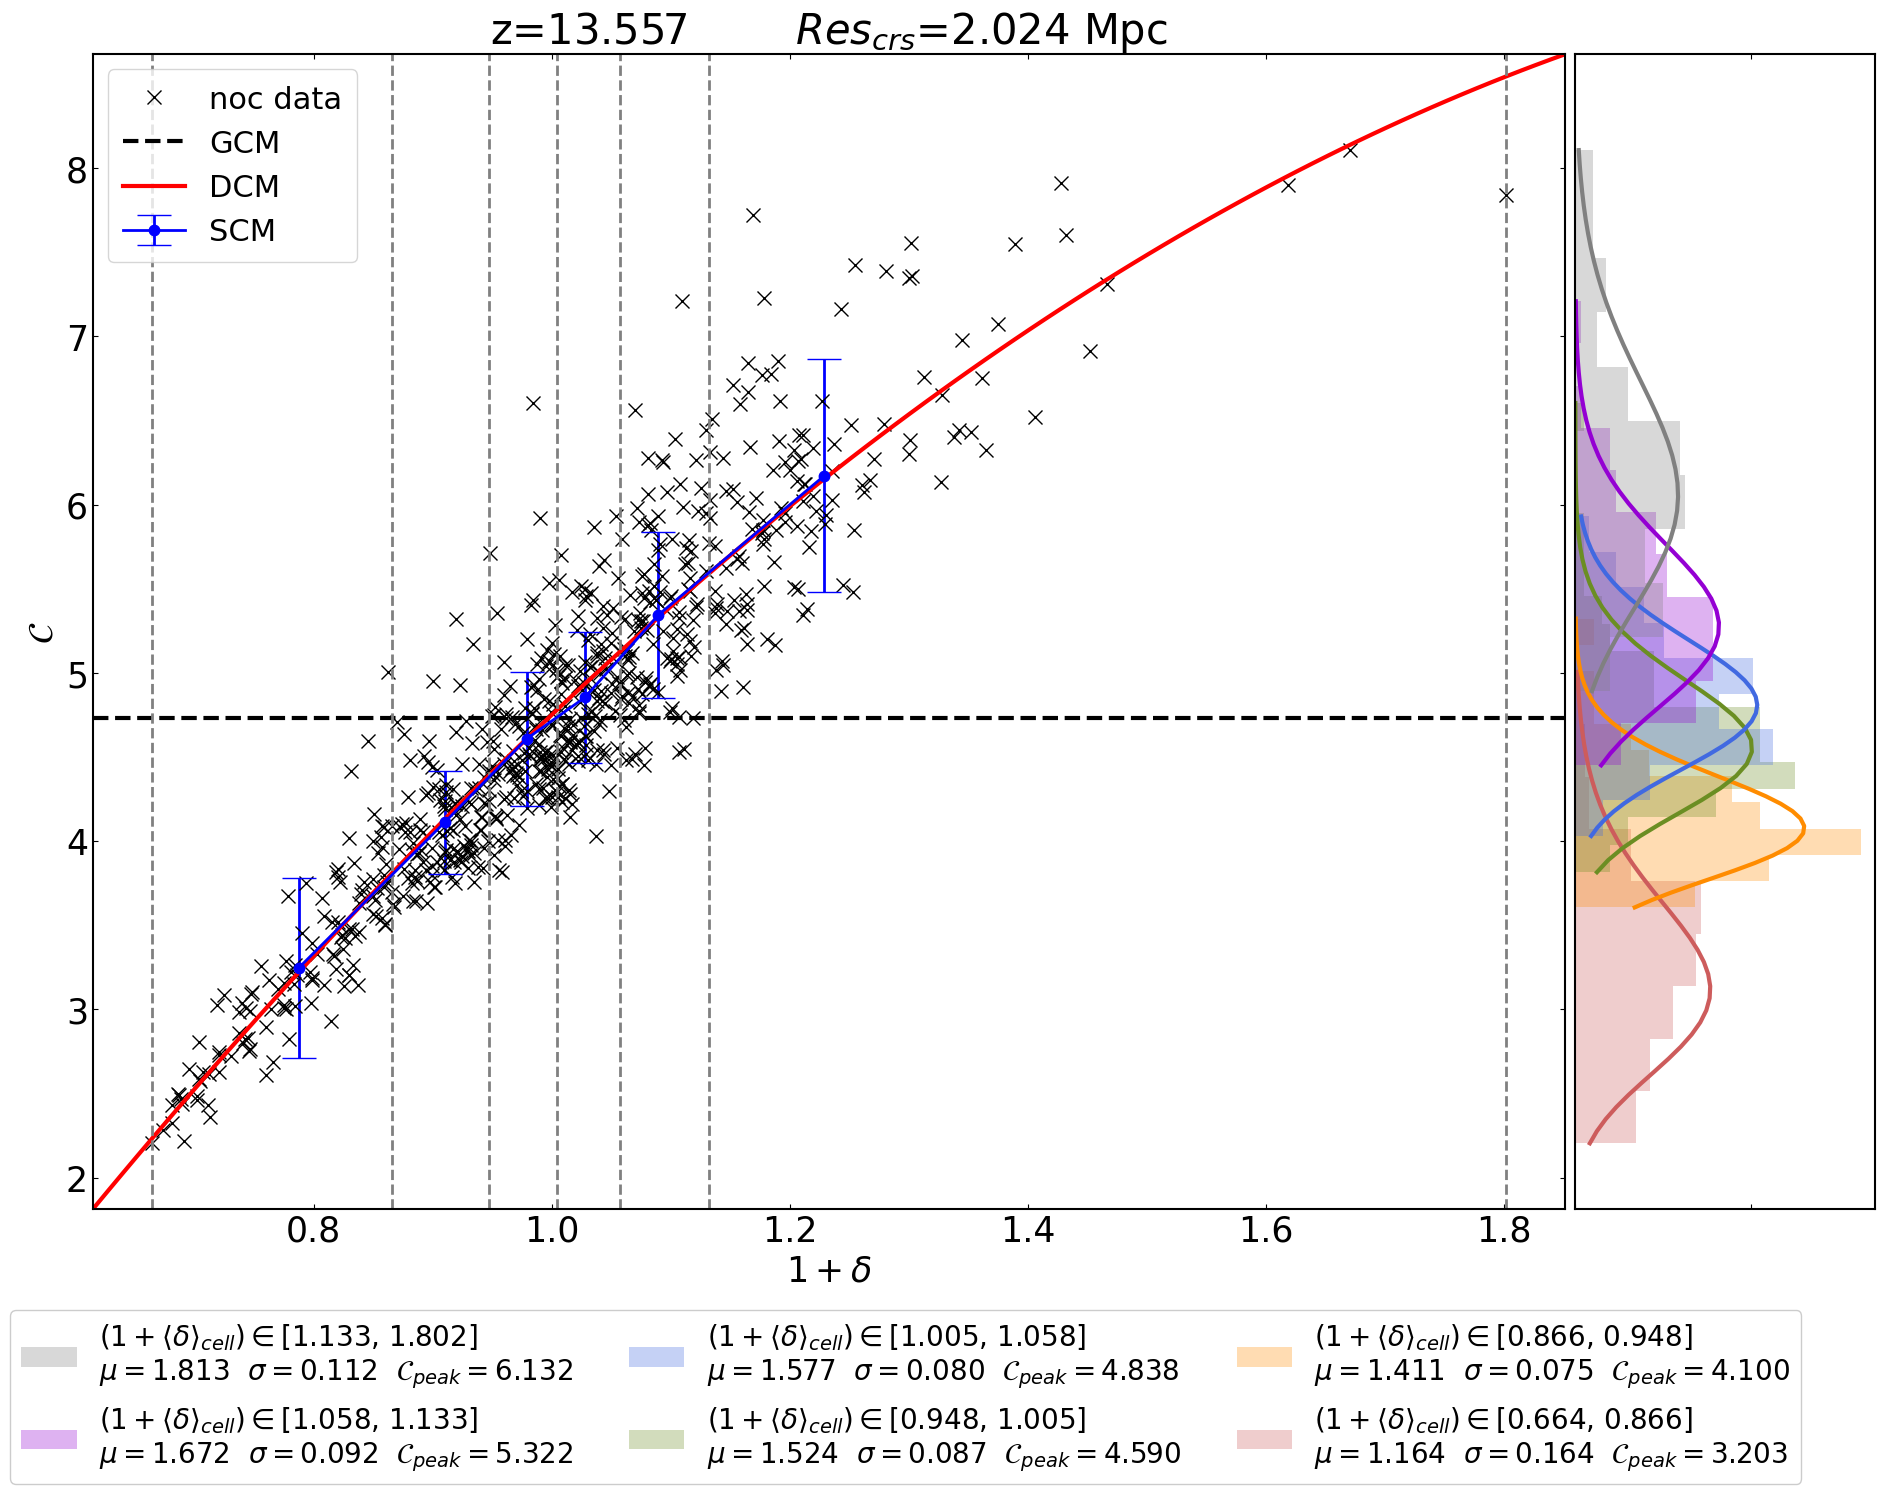 z=13.557 Res_crs=2.024 Mpc
noc data
GCM
DCM
SCM
8
7
6
5
4
3
2
𝒞
0.8 1.0 1.2 1.4 1.6 1.8
1 + δ
(1 + ⟨δ⟩_cell) ∈ [1.133, 1.802]
μ = 1.813 σ = 0.112 𝒞_peak = 6.132
(1 + ⟨δ⟩_cell) ∈ [1.058, 1.133]
μ = 1.672 σ = 0.092 𝒞_peak = 5.322
(1 + ⟨δ⟩_cell) ∈ [1.005, 1.058]
μ = 1.577 σ = 0.080 𝒞_peak = 4.838
(1 + ⟨δ⟩_cell) ∈ [0.948, 1.005]
μ = 1.524 σ = 0.087 𝒞_peak = 4.590
(1 + ⟨δ⟩_cell) ∈ [0.866, 0.948]
μ = 1.411 σ = 0.075 𝒞_peak = 4.100
(1 + ⟨δ⟩_cell) ∈ [0.664, 0.866]
μ = 1.164 σ = 0.164 𝒞_peak = 3.203